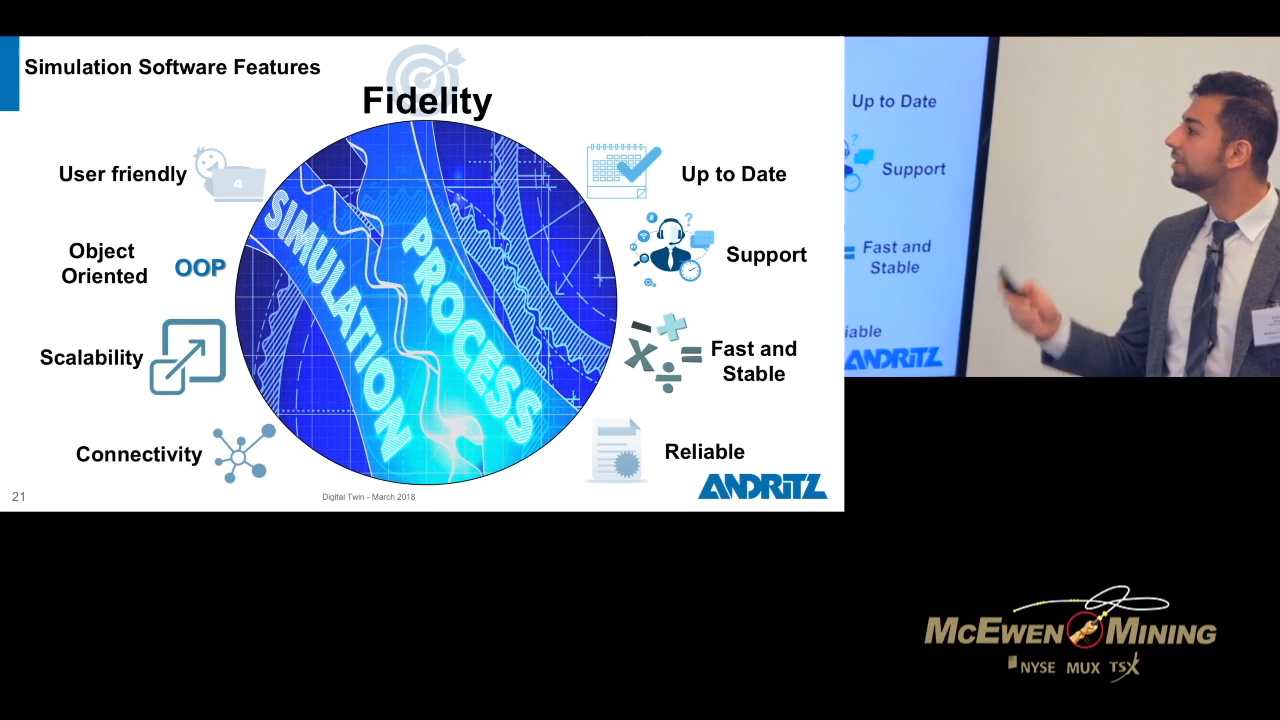 Simulation Software Features
Fidelity
User friendly
4
Up to Date
Object
Oriented
OOP
Support
Scalability
Fast and
Stable
Connectivity
Reliable
SIMULATION
PROCESS
21
Digital Twin - March 2018
ANDRITZ
Up to Date
Support
Fast and
Stable
iable
ANDRITZ
MCEWEN MINING
NYSE MUX TSX